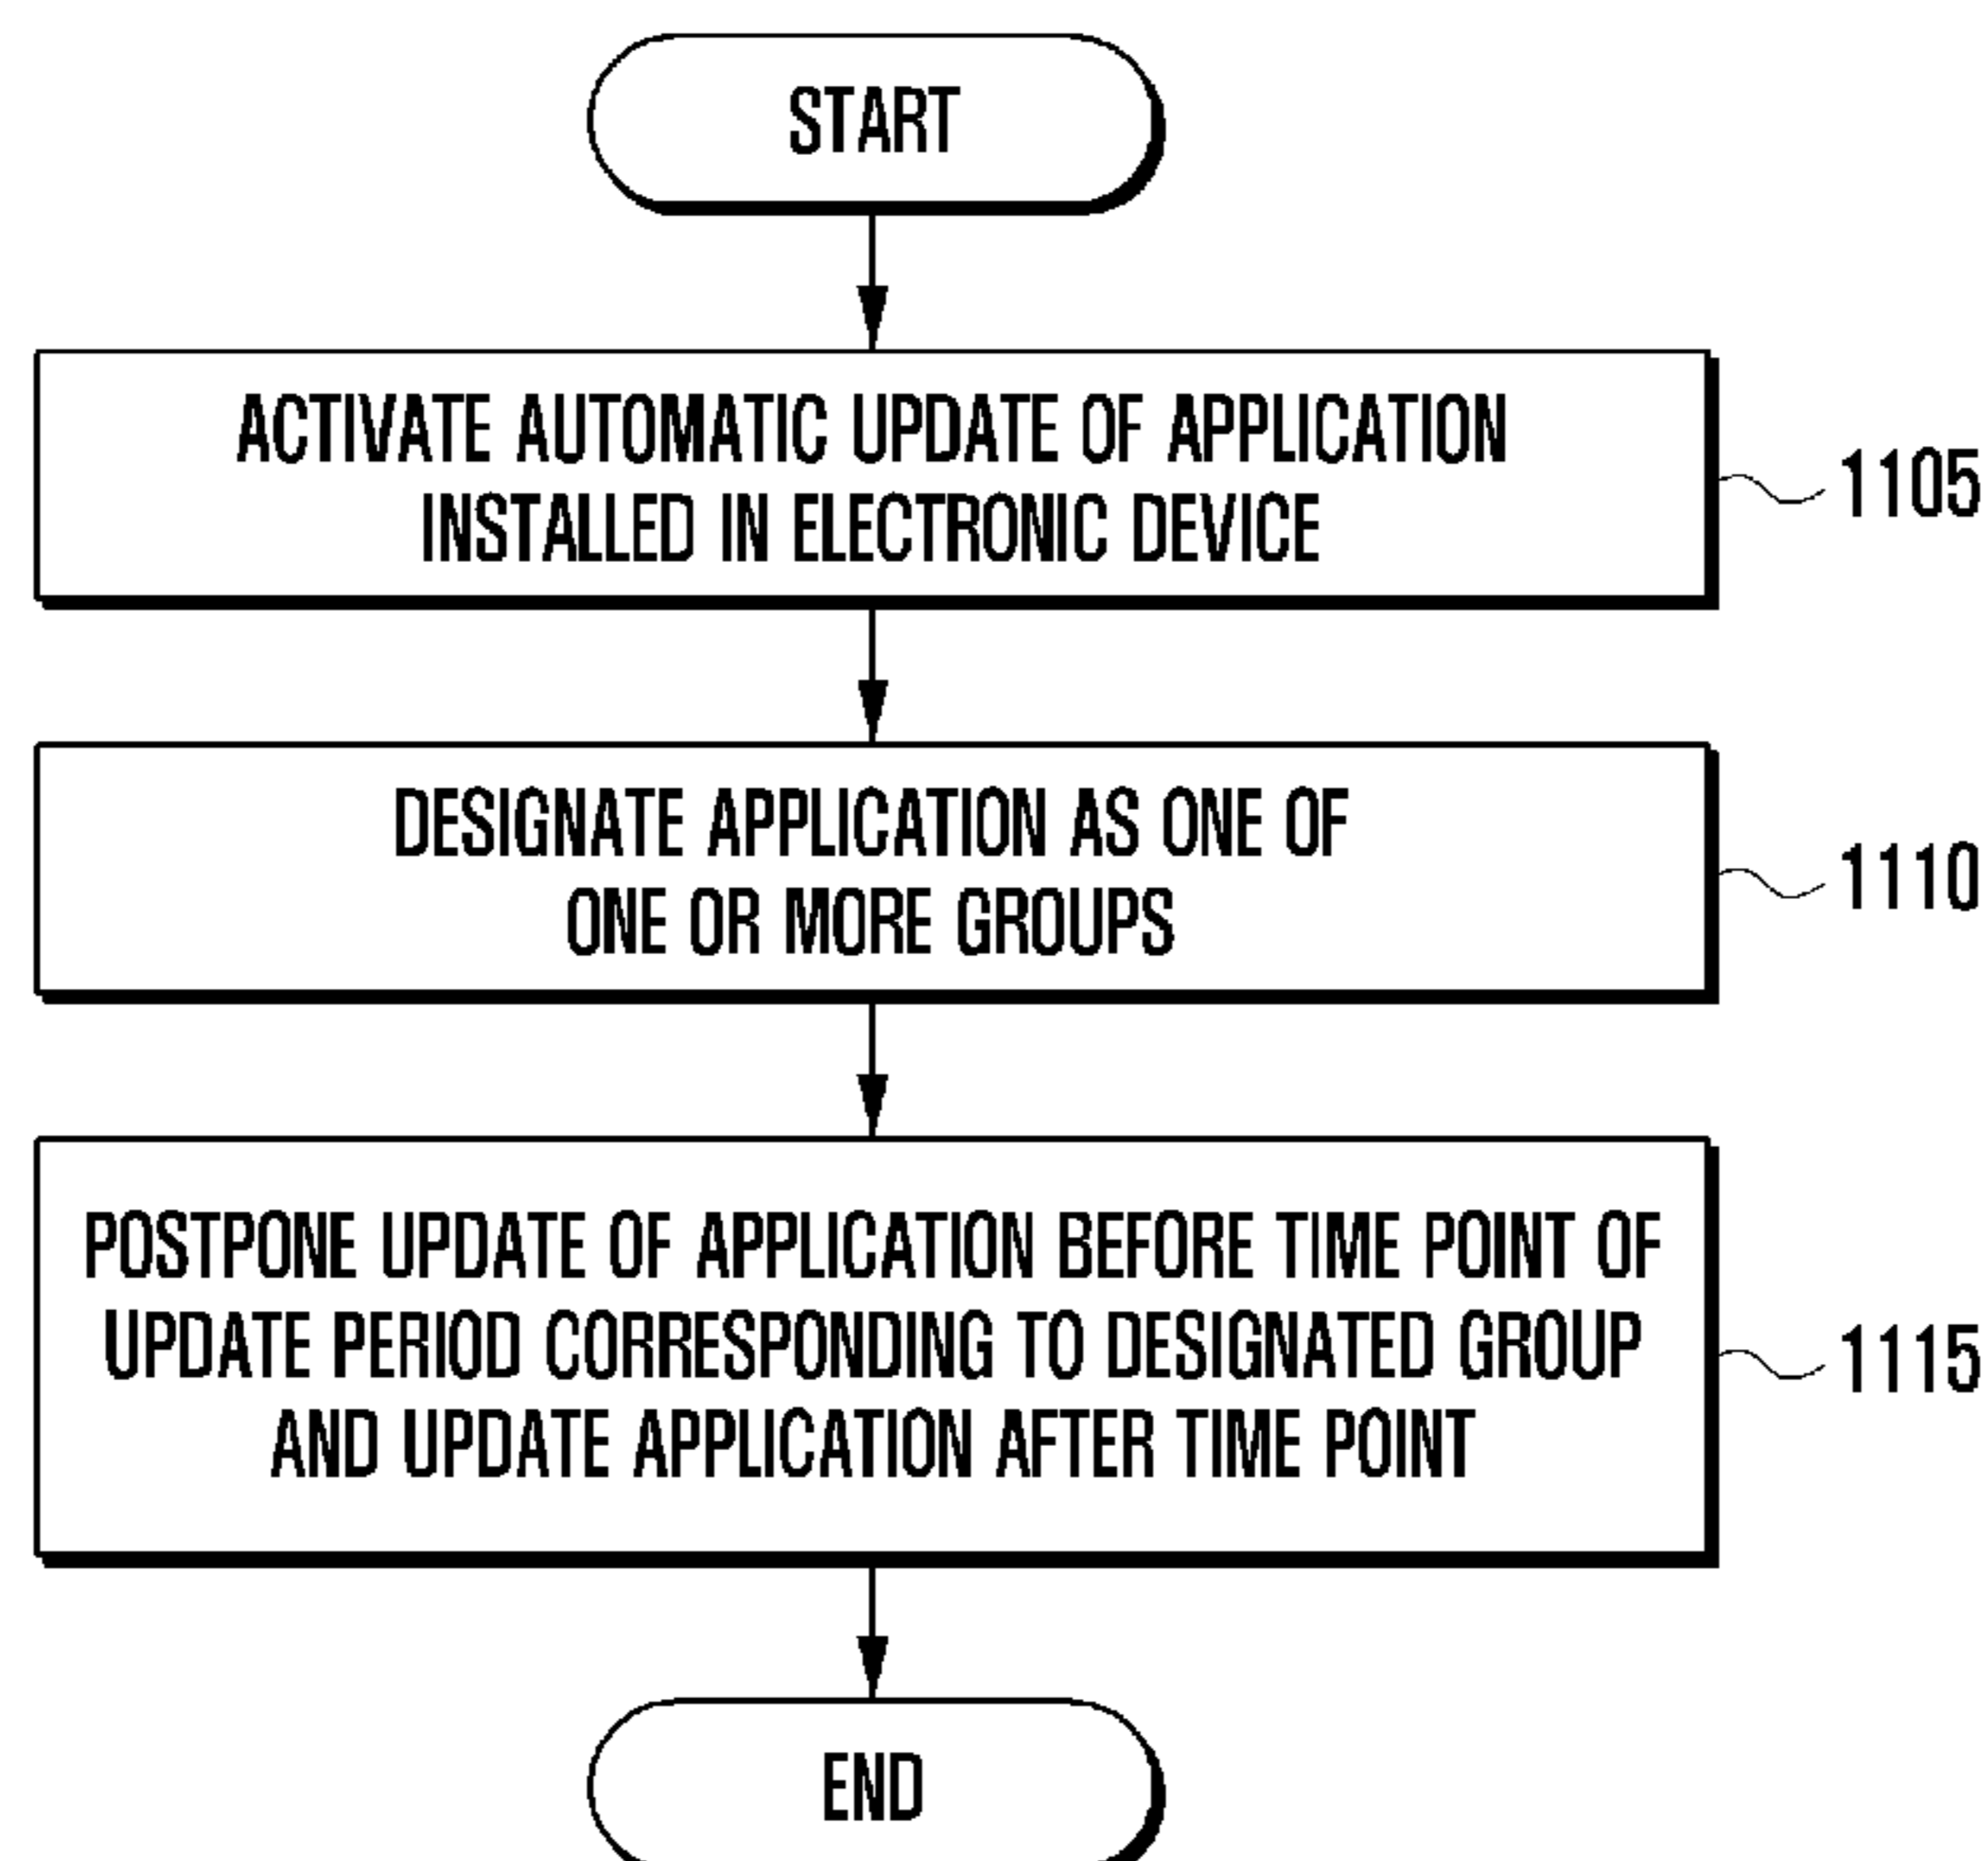 START
ACTIVATE AUTOMATIC UPDATE OF APPLICATION
INSTALLED IN ELECTRONIC DEVICE
1105
DESIGNATE APPLICATION AS ONE OF
ONE OR MORE GROUPS
1110
POSTPONE UPDATE OF APPLICATION BEFORE TIME POINT OF
UPDATE PERIOD CORRESPONDING TO DESIGNATED GROUP
AND UPDATE APPLICATION AFTER TIME POINT
1115
END